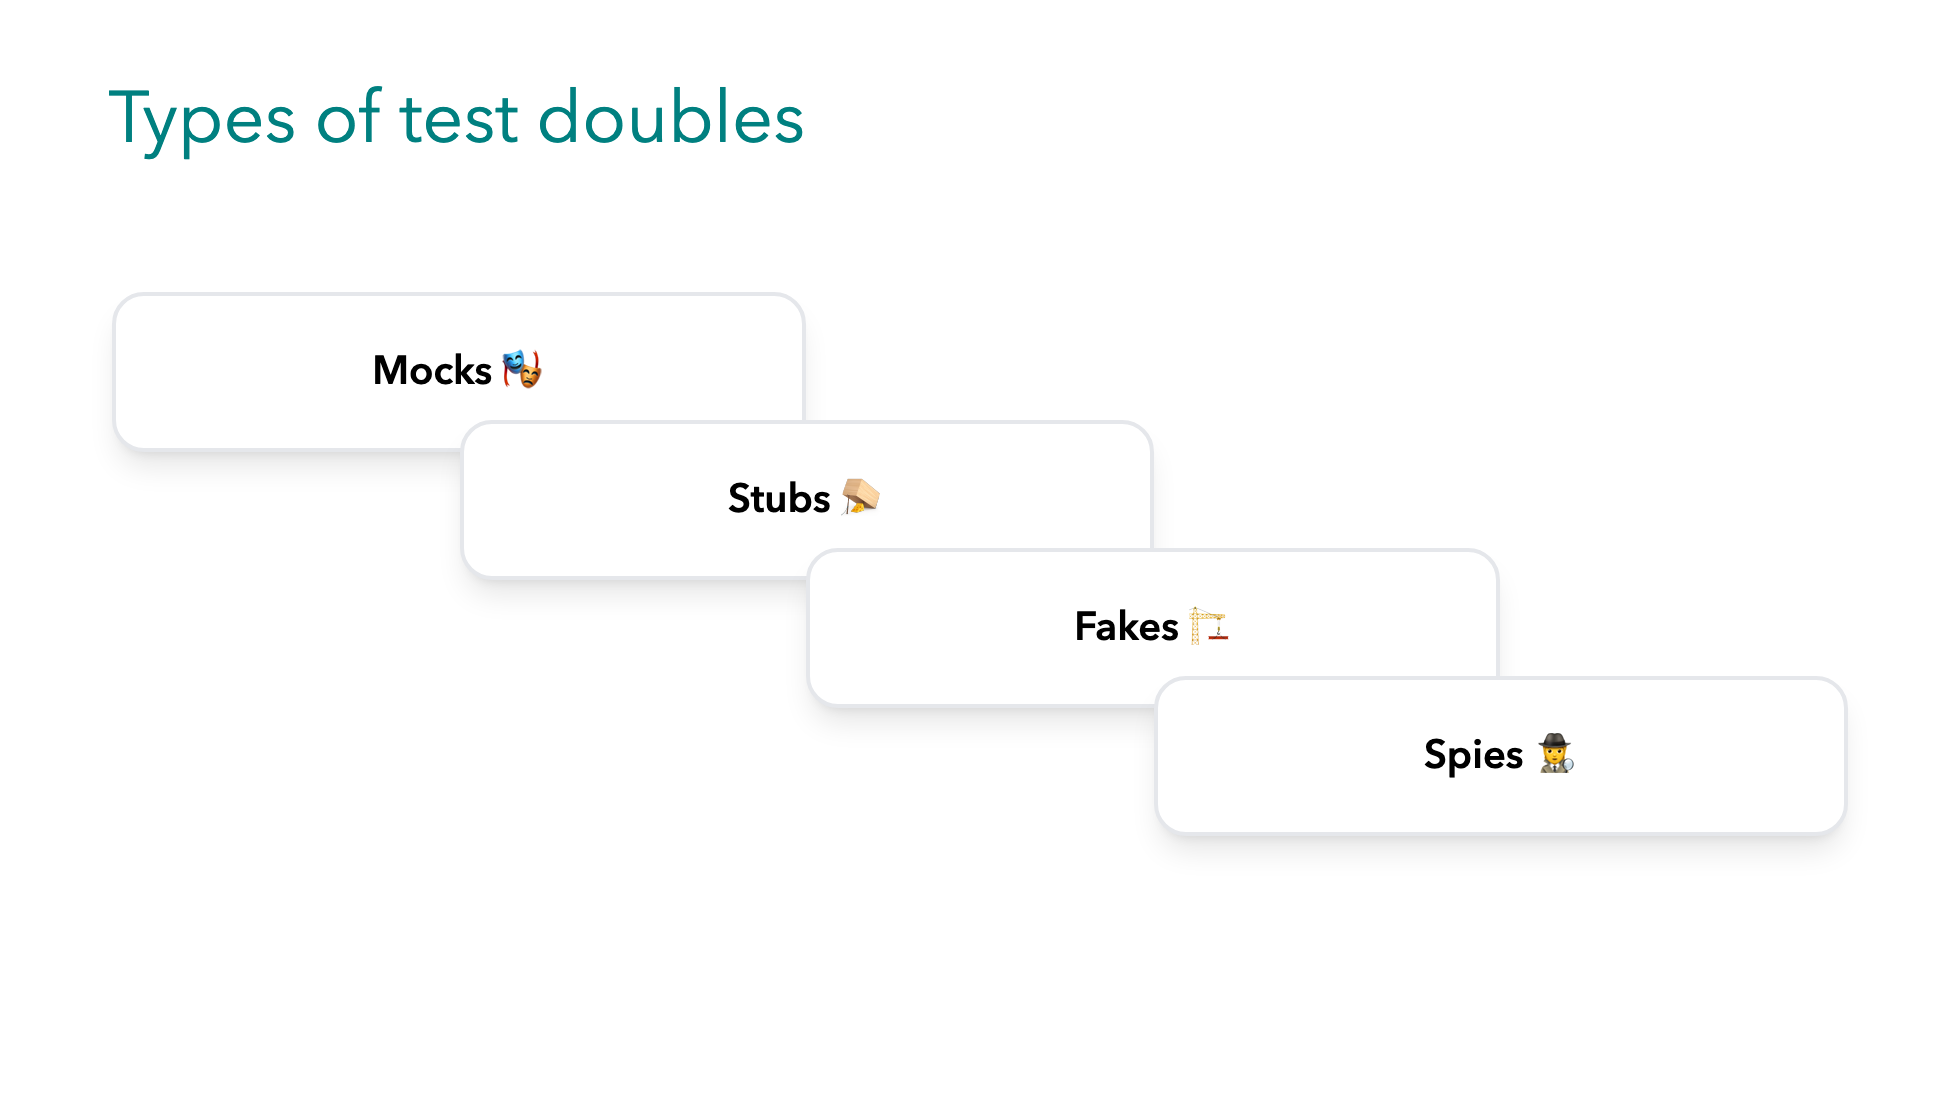 Types of test doubles
Mocks 🎭
Stubs 🪤
Fakes 🏗️
Spies 🕵️